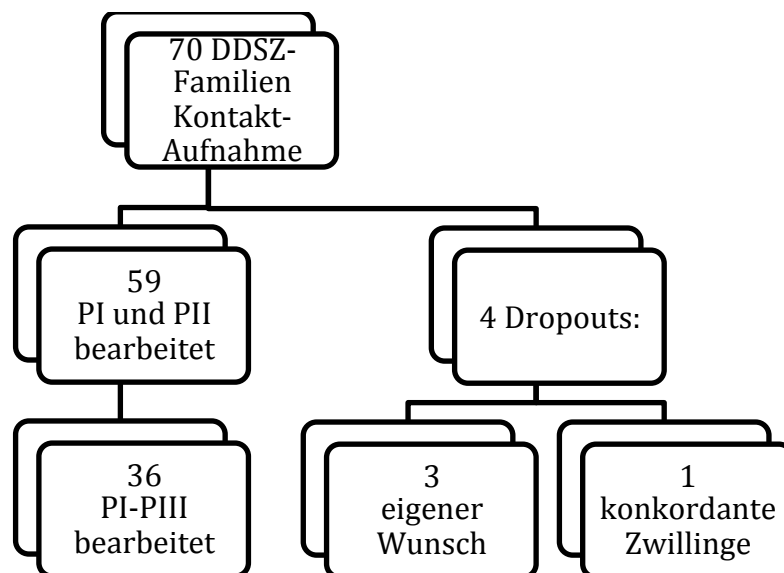 70 DDSZ-
Familien
Kontakt-
Aufnahme
59
PI und PII
bearbeitet
4 Dropouts:
36
PI-PIII
bearbeitet
3
eigener
Wunsch
1
konkordante
Zwillinge